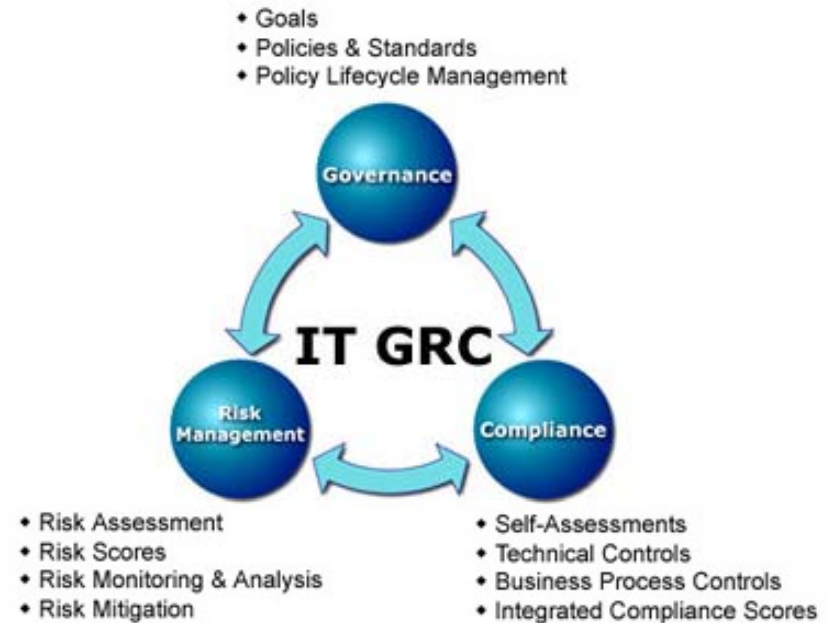 ◆ Goals
◆ Policies & Standards
◆ Policy Lifecycle Management
Governance
IT GRC
Risk
Management
Compliance
◆ Risk Assessment
◆ Risk Scores
◆ Risk Monitoring & Analysis
◆ Risk Mitigation
◆ Self-Assessments
◆ Technical Controls
◆ Business Process Controls
◆ Integrated Compliance Scores